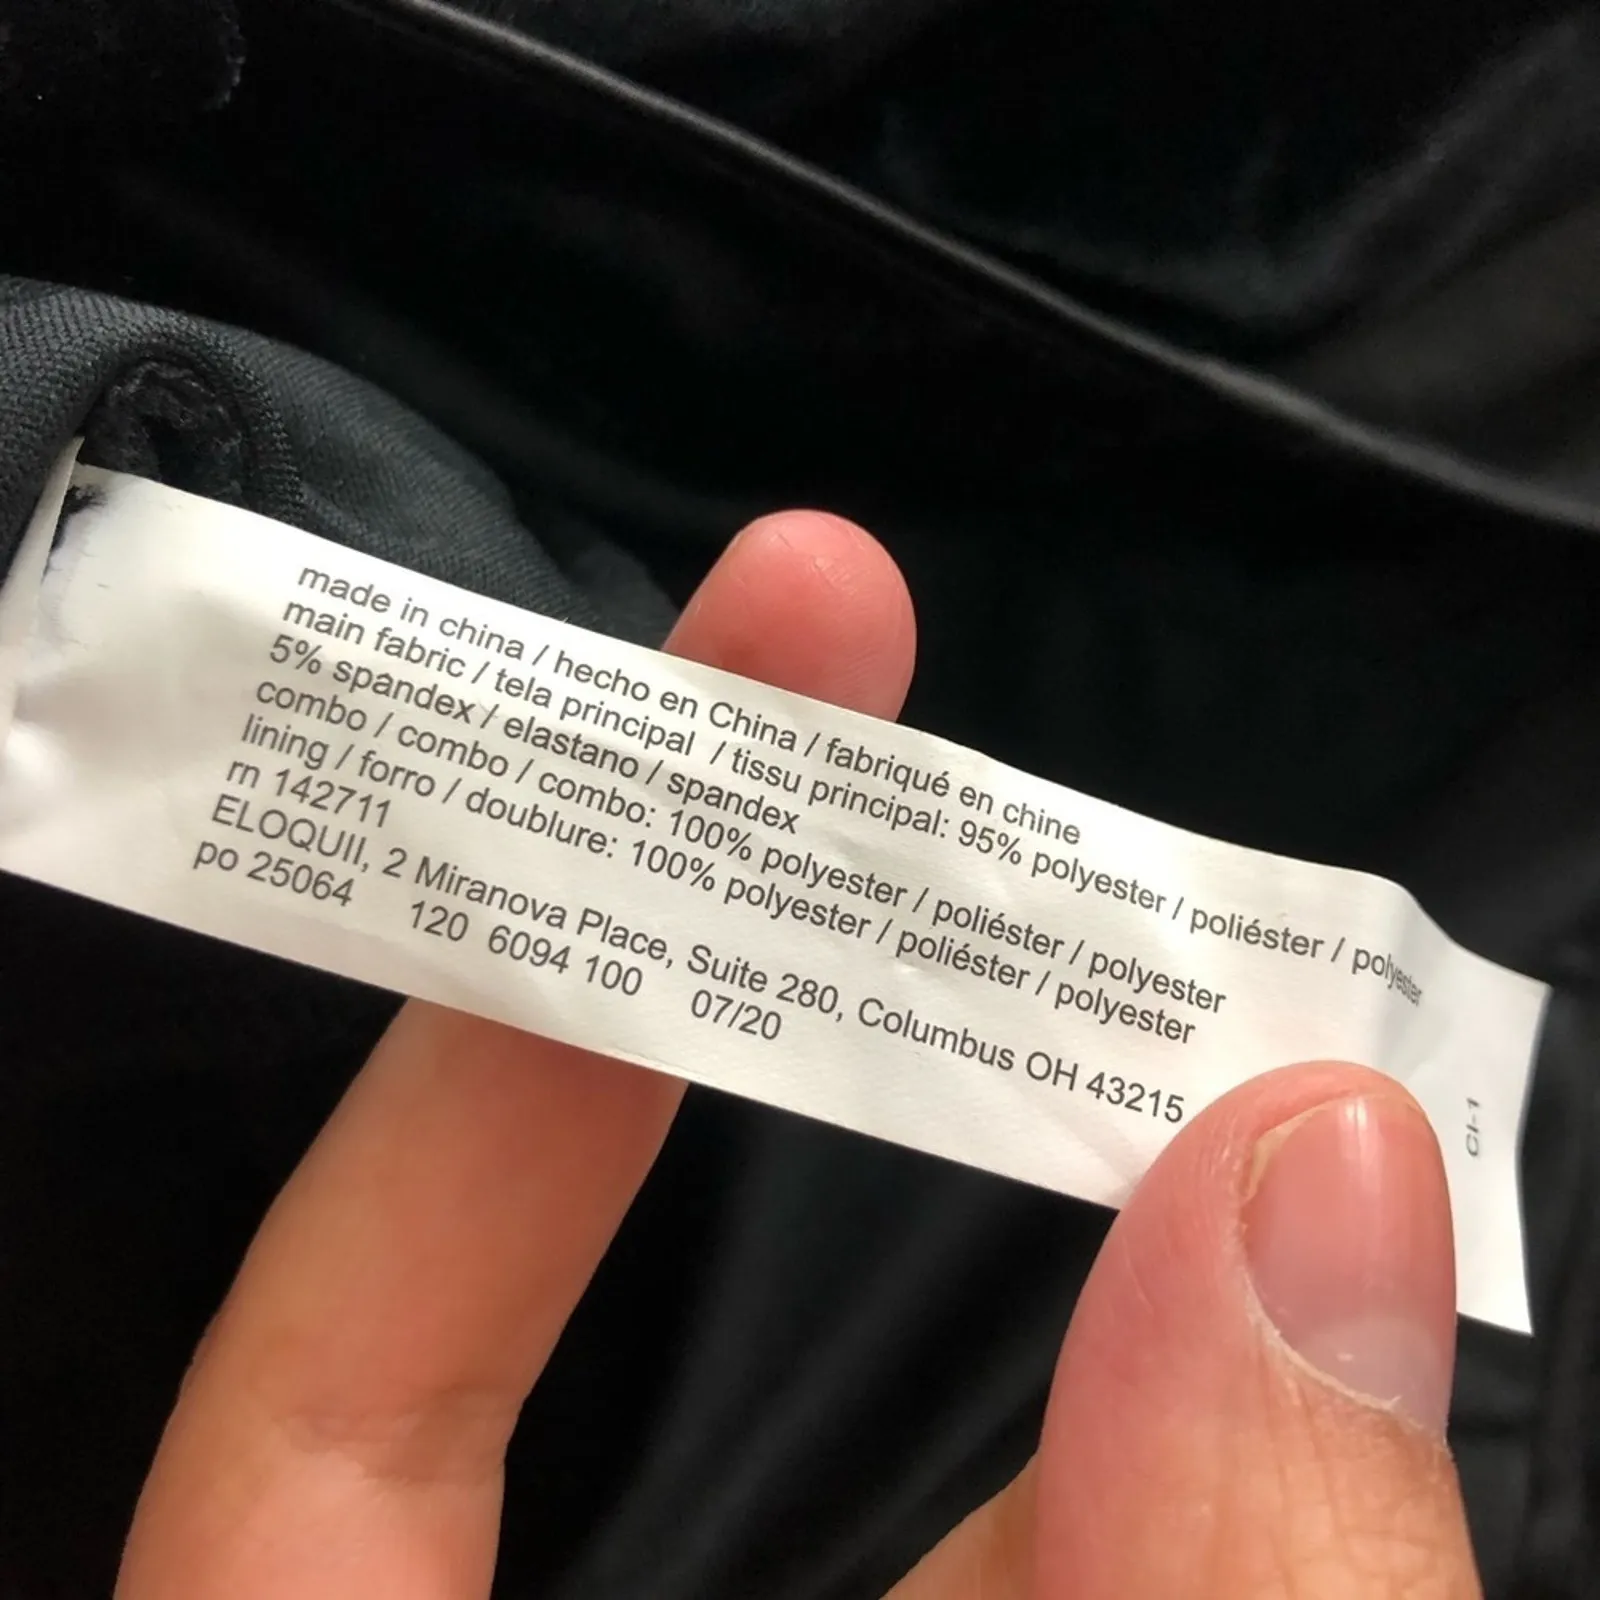 made in china / hecho en China / fabriqué en chine
main fabric / tela principal / tissu principal: 95% polyester / poliéster / polyester
5% spandex / elastano / spandex
combo / combo / combo: 100% polyester / poliéster / polyester
lining / forro / doublure: 100% polyester / poliéster / polyester
rn 142711
ELOQUII, 2 Miranova Place, Suite 280, Columbus OH 43215
po 25064 120 6094 100 07/20
CI-1